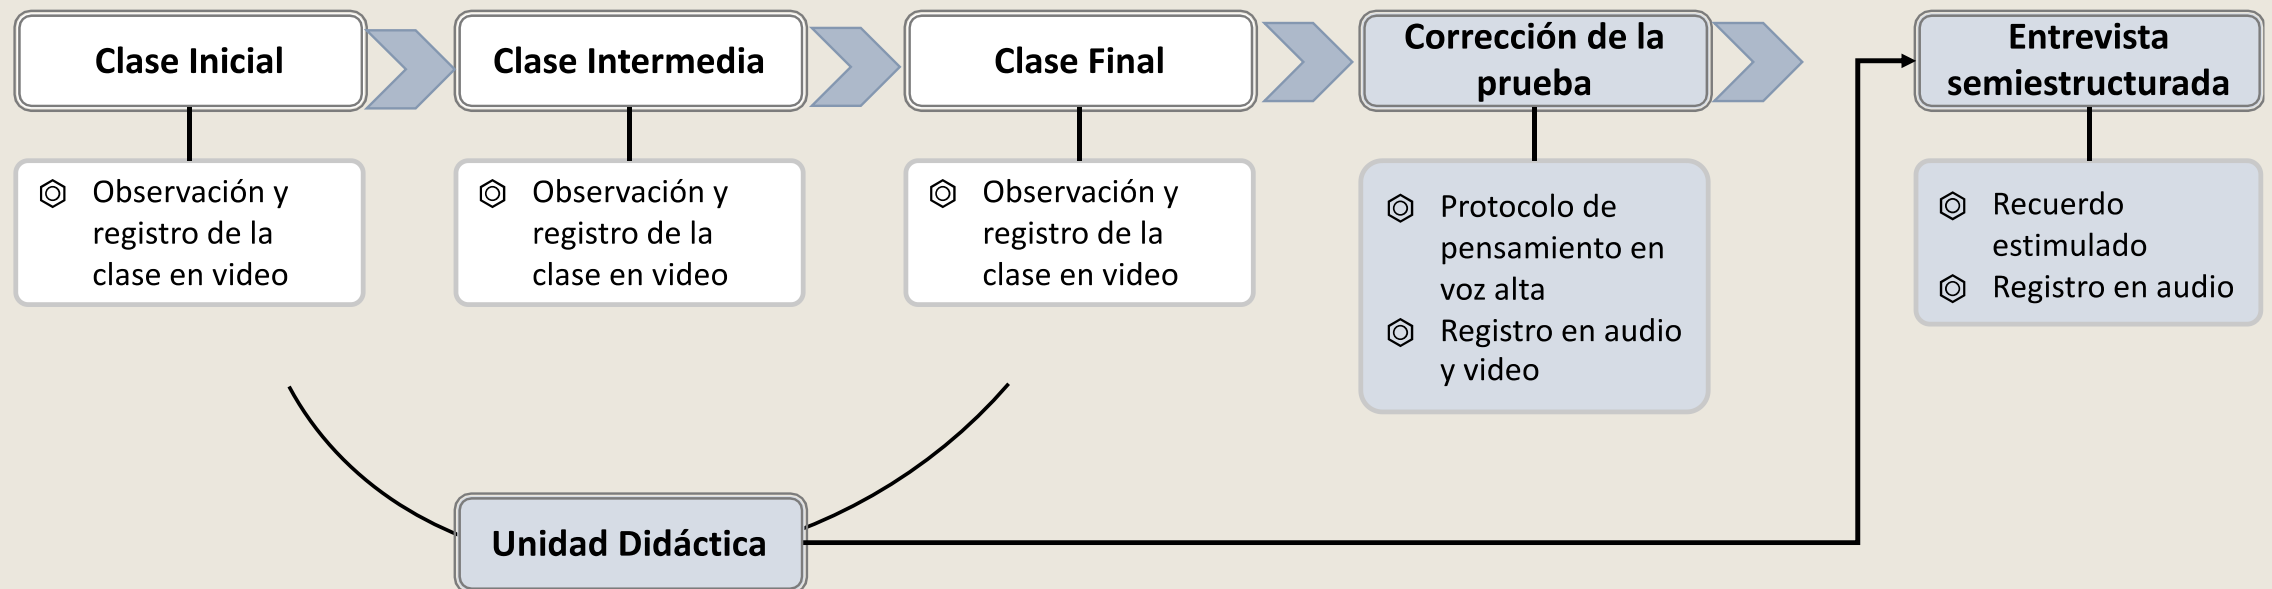 Clase Inicial
Clase Intermedia
Clase Final
Corrección de la
prueba
Entrevista
semiestructurada
Observación y
registro de la
clase en video
Observación y
registro de la
clase en video
Observación y
registro de la
clase en video
Protocolo de
pensamiento en
voz alta
Registro en audio
y video
Recuerdo
estimulado
Registro en audio
Unidad Didáctica